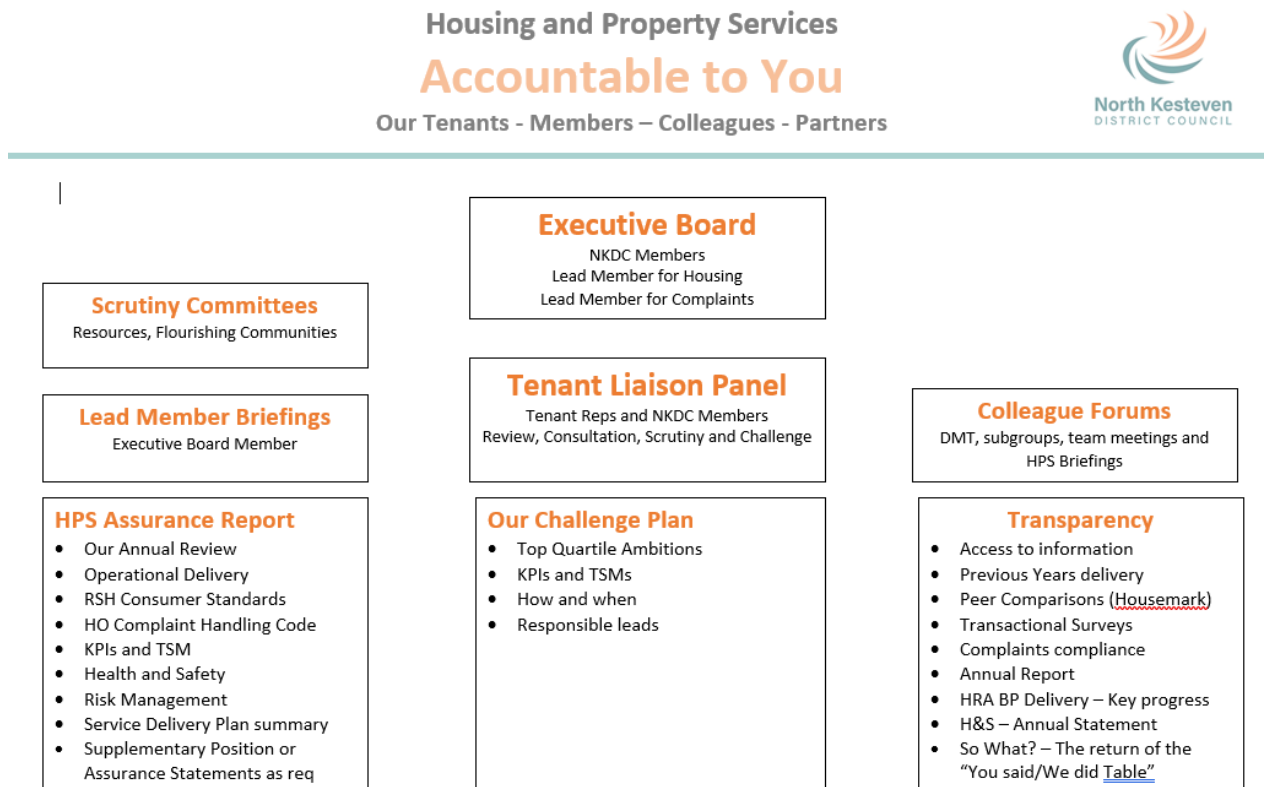 Housing and Property Services
Accountable to You
Our Tenants - Members – Colleagues - Partners
North Kesteven
DISTRICT COUNCIL
Executive Board
NKDC Members
Lead Member for Housing
Lead Member for Complaints
Scrutiny Committees
Resources, Flourishing Communities
Tenant Liaison Panel
Tenant Reps and NKDC Members
Review, Consultation, Scrutiny and Challenge
Lead Member Briefings
Executive Board Member
Colleague Forums
DMT, subgroups, team meetings and
HPS Briefings
HPS Assurance Report
• Our Annual Review
• Operational Delivery
• RSH Consumer Standards
• HO Complaint Handling Code
• KPIs and TSM
• Health and Safety
• Risk Management
• Service Delivery Plan summary
• Supplementary Position or
Assurance Statements as req
Our Challenge Plan
• Top Quartile Ambitions
• KPIs and TSMs
• How and when
• Responsible leads
Transparency
• Access to information
• Previous Years delivery
• Peer Comparisons (Housemark)
• Transactional Surveys
• Complaints compliance
• Annual Report
• HRA BP Delivery – Key progress
• H&S – Annual Statement
• So What? – The return of the
“You said/We did Table”